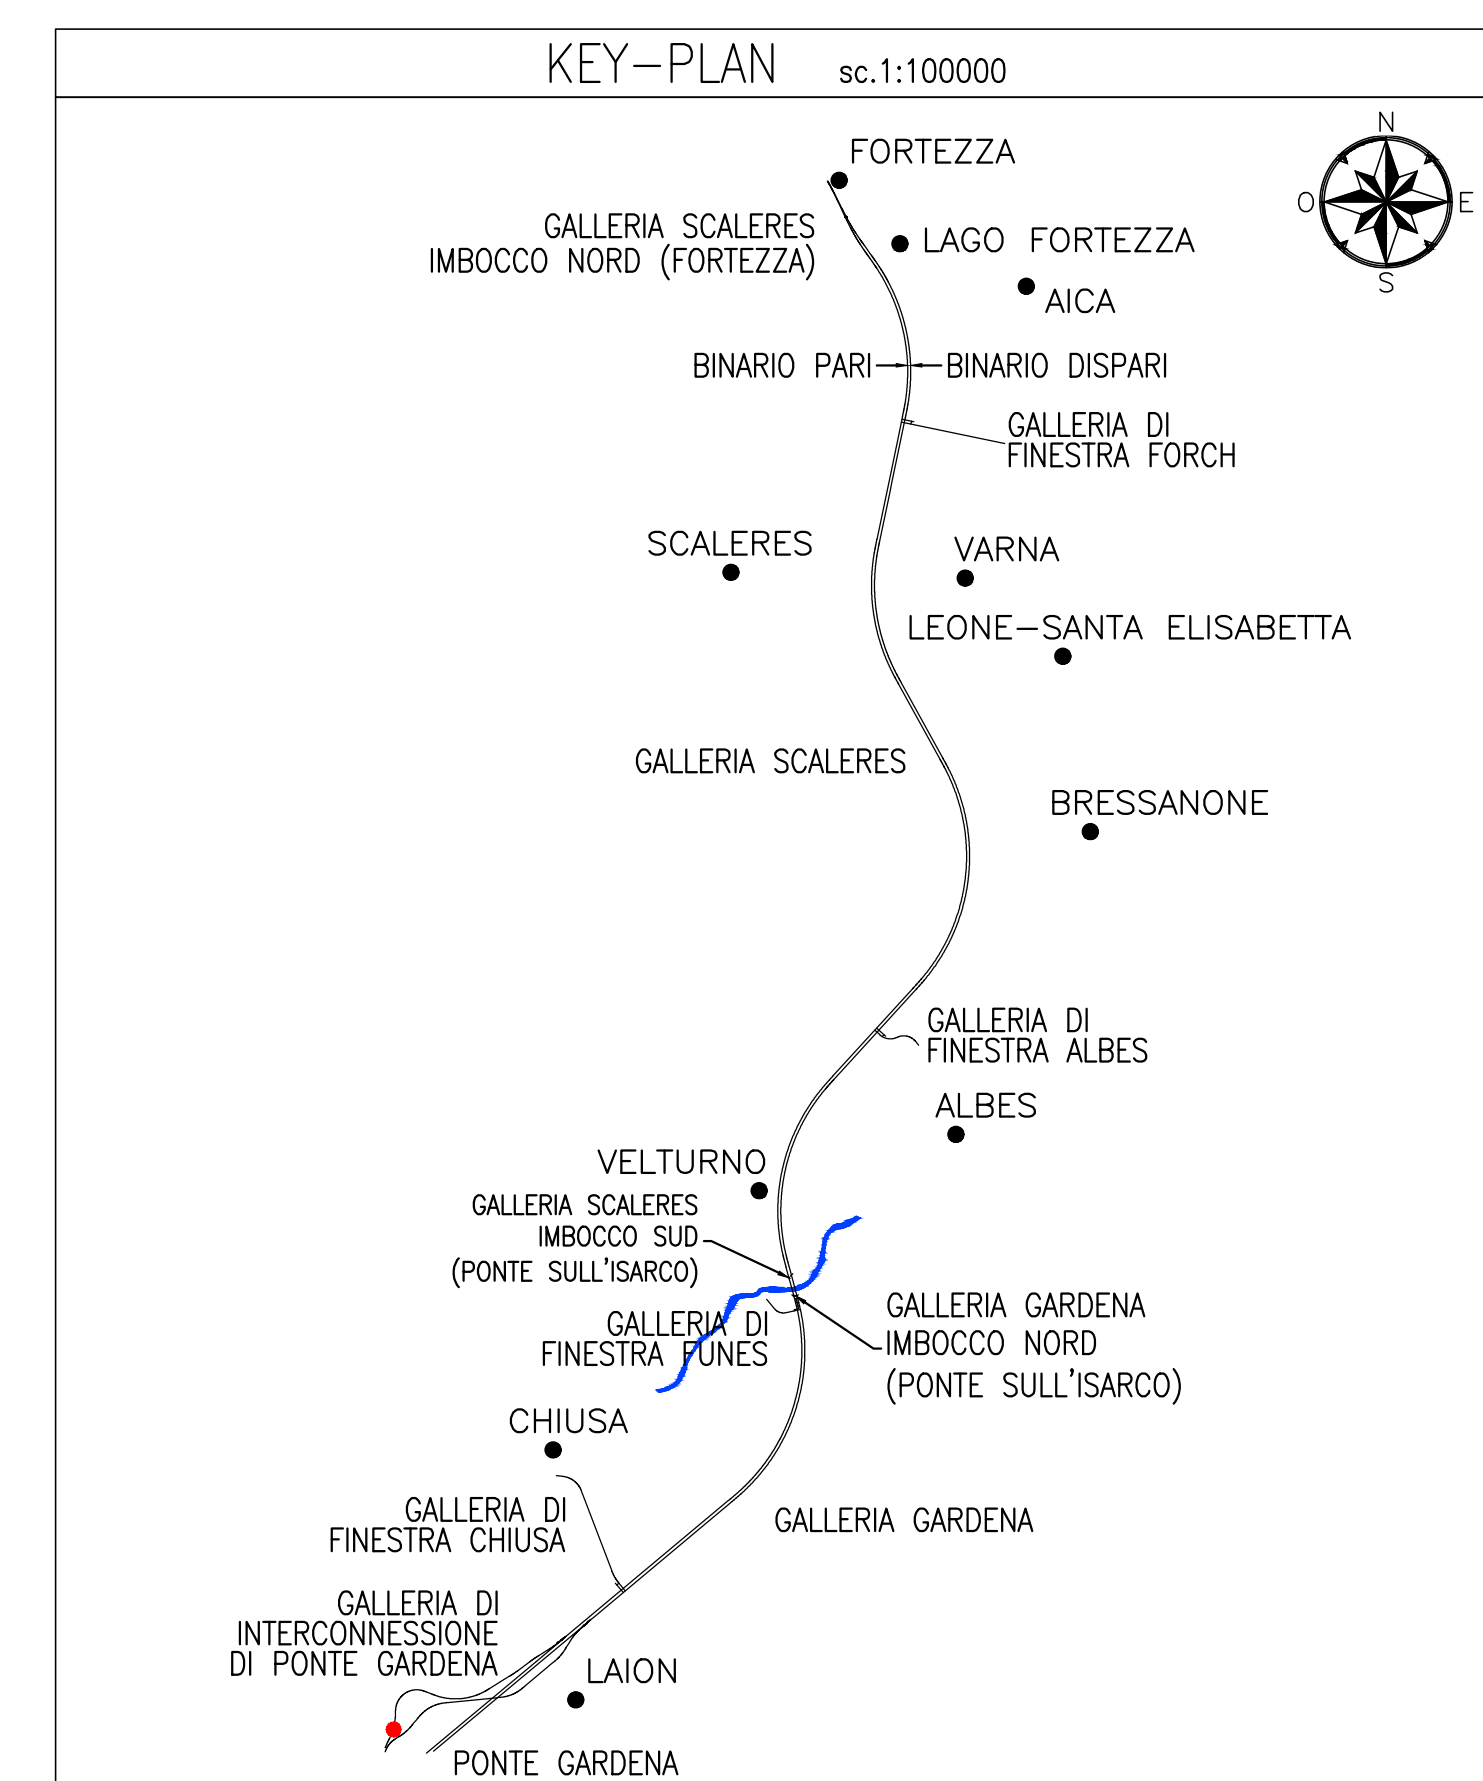 KEY-PLAN sc.1:100000
N
O
E
S
FORTEZZA
GALLERIA SCALERES
IMBOCCO NORD (FORTEZZA)
LAGO FORTEZZA
AICA
BINARIO PARI
BINARIO DISPARI
GALLERIA DI
FINESTRA FORCH
SCALERES
VARNA
LEONE-SANTA ELISABETTA
GALLERIA SCALERES
BRESSANONE
GALLERIA DI
FINESTRA ALBES
ALBES
VELTURNO
GALLERIA SCALERES
IMBOCCO SUD
(PONTE SULL'ISARCO)
GALLERIA DI
FINESTRA FUNES
GALLERIA GARDENA
IMBOCCO NORD
(PONTE SULL'ISARCO)
CHIUSA
GALLERIA DI
FINESTRA CHIUSA
GALLERIA GARDENA
GALLERIA DI
INTERCONNESSIONE
DI PONTE GARDENA
LAION
PONTE GARDENA